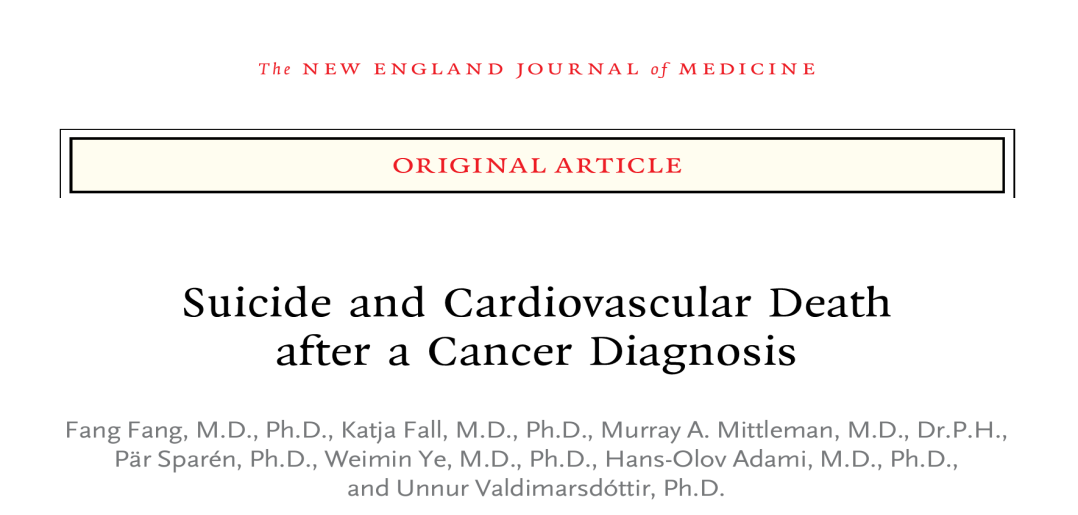 The NEW ENGLAND JOURNAL of MEDICINE
ORIGINAL ARTICLE
Suicide and Cardiovascular Death
after a Cancer Diagnosis
Fang Fang, M.D., Ph.D., Katja Fall, M.D., Ph.D., Murray A. Mittleman, M.D., Dr.P.H.,
Pär Sparén, Ph.D., Weimin Ye, M.D., Ph.D., Hans-Olov Adami, M.D., Ph.D.,
and Unnur Valdimarsdóttir, Ph.D.